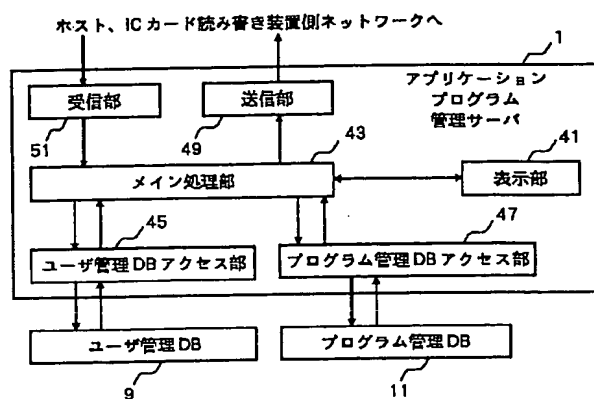 ホスト、ICカード読み書き装置側ネットワークへ
1
アプリケーション
プログラム
管理サーバ
受信部
51
送信部
49
43
メイン処理部
41
表示部
45
ユーザ管理DBアクセス部
47
プログラム管理DBアクセス部
ユーザ管理DB
9
プログラム管理DB
11